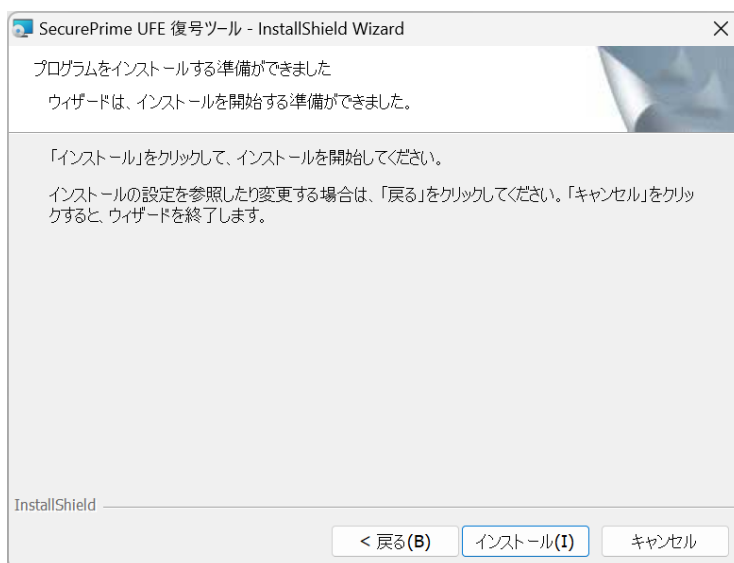 SecurePrime UFE 復号ツール - InstallShield Wizard
プログラムをインストールする準備ができました
ウィザードは、インストールを開始する準備ができました。
「インストール」をクリックして、インストールを開始してください。
インストールの設定を参照したり変更する場合は、「戻る」をクリックしてください。「キャンセル」をクリッ
クすると、ウィザードを終了します。
InstallShield
< 戻る(B) インストール(I) キャンセル